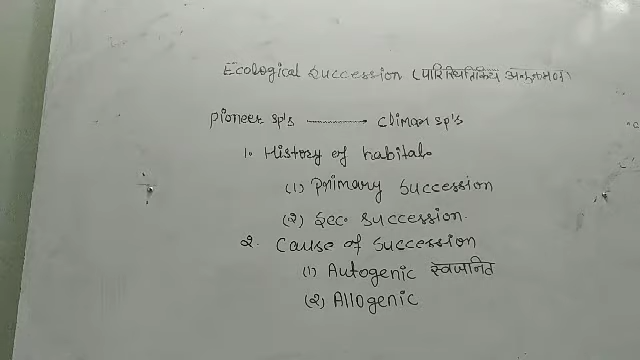 Ecological Succession (पारिस्थितिकिय अनुक्रमण)
Pioneer sp's → Climax sp's
1. History of habitat.
(1) Primary Succession
(2) Sec. Succession.
2. Cause of Succession
(1) Autogenic स्वजनित
(2) Allogenic